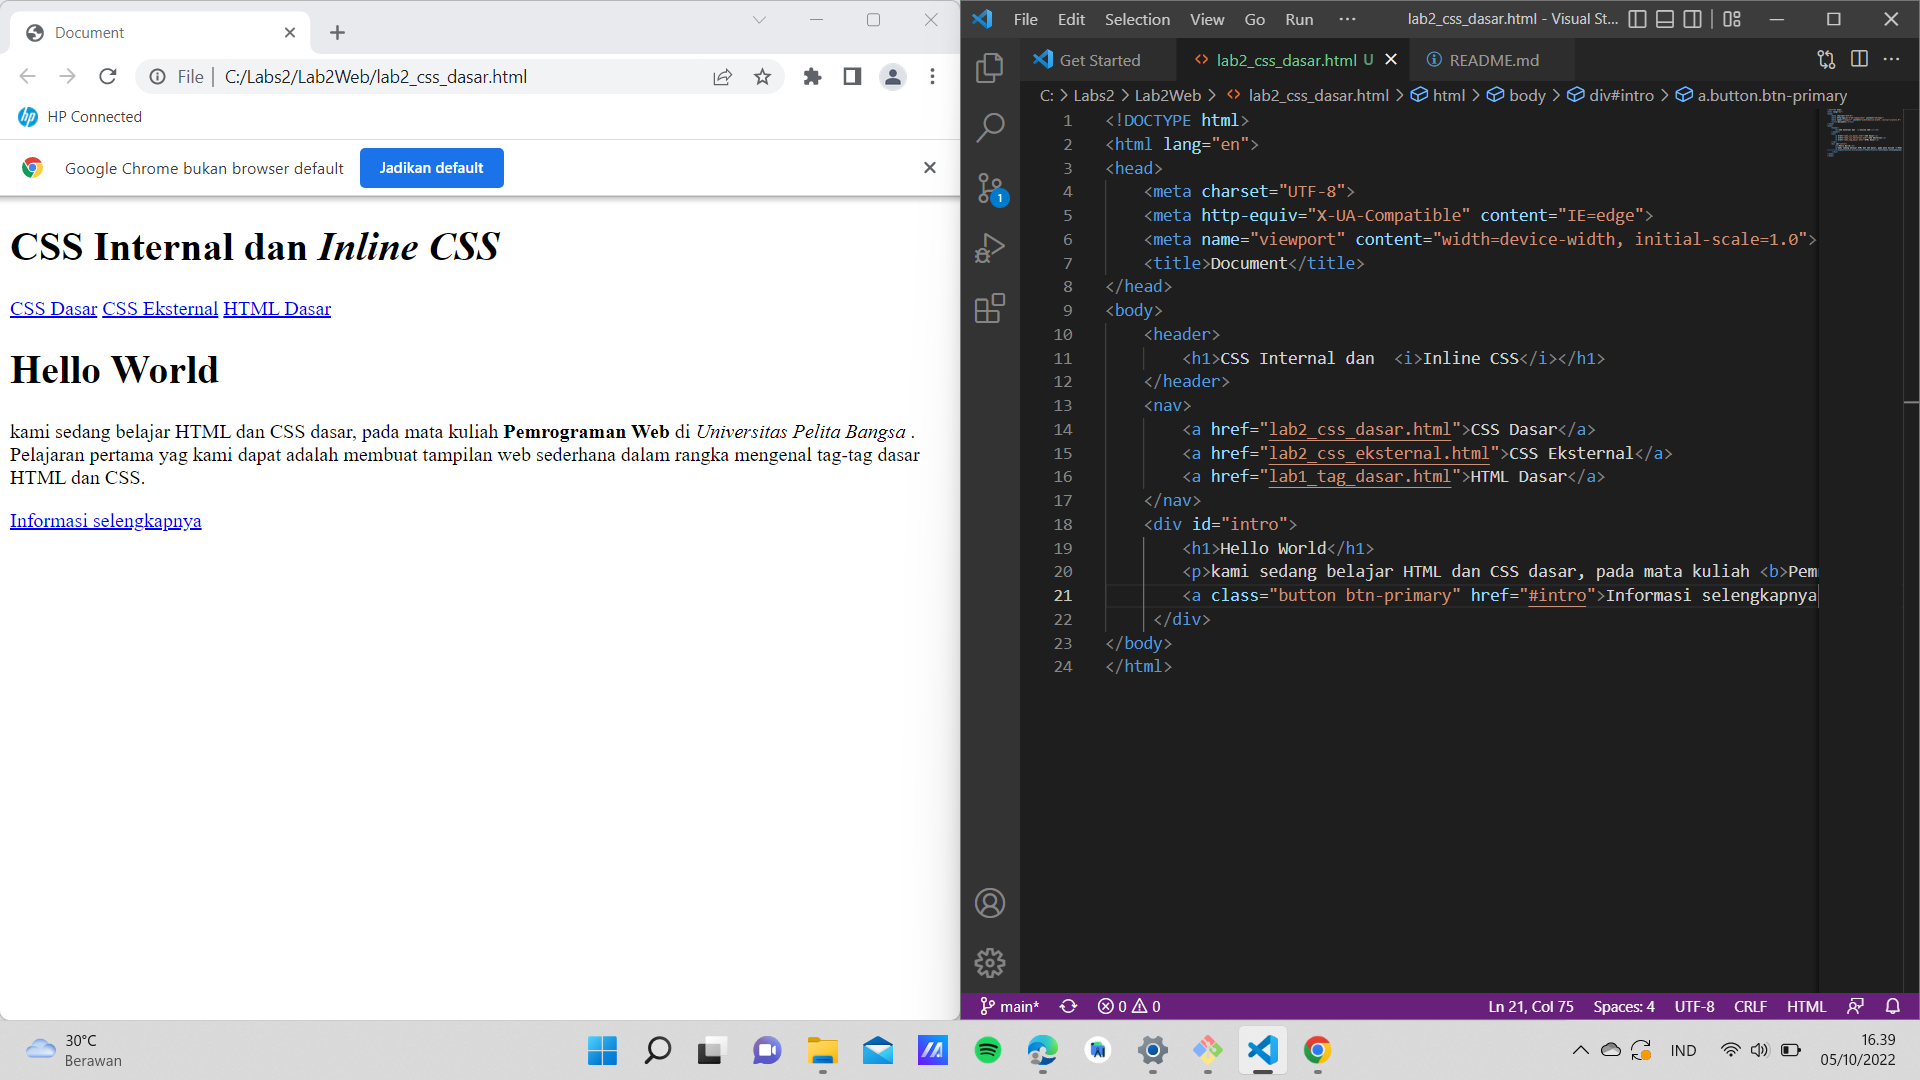 Document
File
C:/Labs2/Lab2Web/lab2_css_dasar.html
HP Connected
Google Chrome bukan browser default
Jadikan default
CSS Internal dan Inline CSS
CSS Dasar CSS Eksternal HTML Dasar
Hello World
kami sedang belajar HTML dan CSS dasar, pada mata kuliah Pemrograman Web di Universitas Pelita Bangsa .
Pelajaran pertama yag kami dapat adalah membuat tampilan web sederhana dalam rangka mengenal tag-tag dasar
HTML dan CSS.
Informasi selengkapnya
File Edit Selection View Go Run ··· lab2_css_dasar.html - Visual St...
Get Started lab2_css_dasar.html U README.md
C: > Labs2 > Lab2Web > lab2_css_dasar.html > html > body > div#intro > a.button.btn-primary
1 <!DOCTYPE html>
2 <html lang="en">
3 <head>
4 <meta charset="UTF-8">
5 <meta http-equiv="X-UA-Compatible" content="IE=edge">
6 <meta name="viewport" content="width=device-width, initial-scale=1.0">
7 <title>Document</title>
8 </head>
9 <body>
10 <header>
11 <h1>CSS Internal dan  <i>Inline CSS</i></h1>
12 </header>
13 <nav>
14 <a href="lab2_css_dasar.html">CSS Dasar</a>
15 <a href="lab2_css_eksternal.html">CSS Eksternal</a>
16 <a href="lab1_tag_dasar.html">HTML Dasar</a>
17 </nav>
18 <div id="intro">
19 <h1>Hello World</h1>
20 <p>kami sedang belajar HTML dan CSS dasar, pada mata kuliah <b>Pem
21 <a class="button btn-primary" href="#intro">Informasi selengkapnya
22 </div>
23 </body>
24 </html>
1
main* 0 0 Ln 21, Col 75 Spaces: 4 UTF-8 CRLF HTML
30°C
Berawan
IND
16.39
05/10/2022